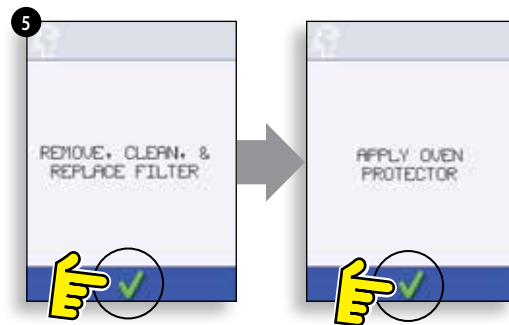 5
REMOVE, CLEAN, &
REPLACE FILTER
APPLY OVEN
PROTECTOR